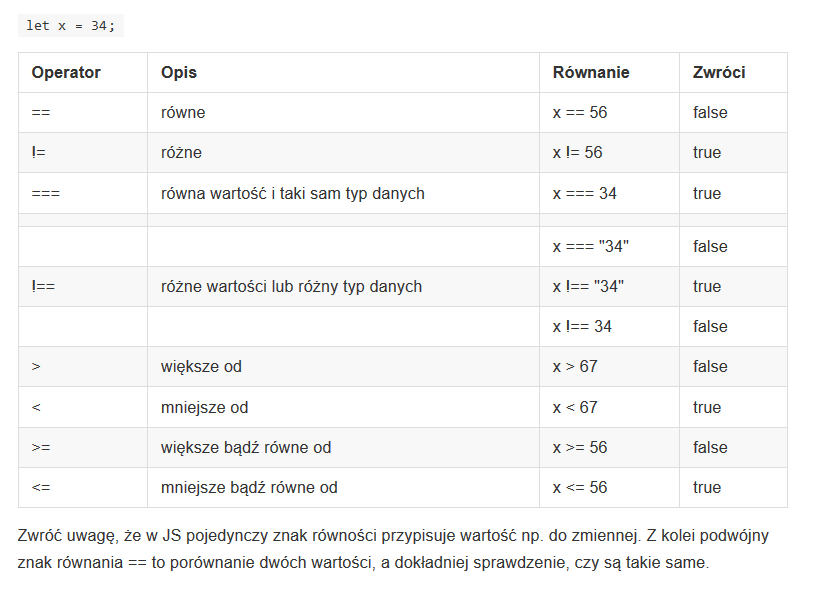 let x = 34;
Operator Opis Równanie Zwróci
== równe x == 56 false
!= różne x != 56 true
=== równa wartość i taki sam typ danych x === 34 true
x === "34" false
!== różne wartości lub różny typ danych x !== "34" true
x !== 34 false
> większe od x > 67 false
< mniejsze od x < 67 true
>= większe bądź równe od x >= 56 false
<= mniejsze bądź równe od x <= 56 true
Zwróć uwagę, że w JS pojedynczy znak równości przypisuje wartość np. do zmiennej. Z kolei podwójny
znak równania == to porównanie dwóch wartości, a dokładniej sprawdzenie, czy są takie same.